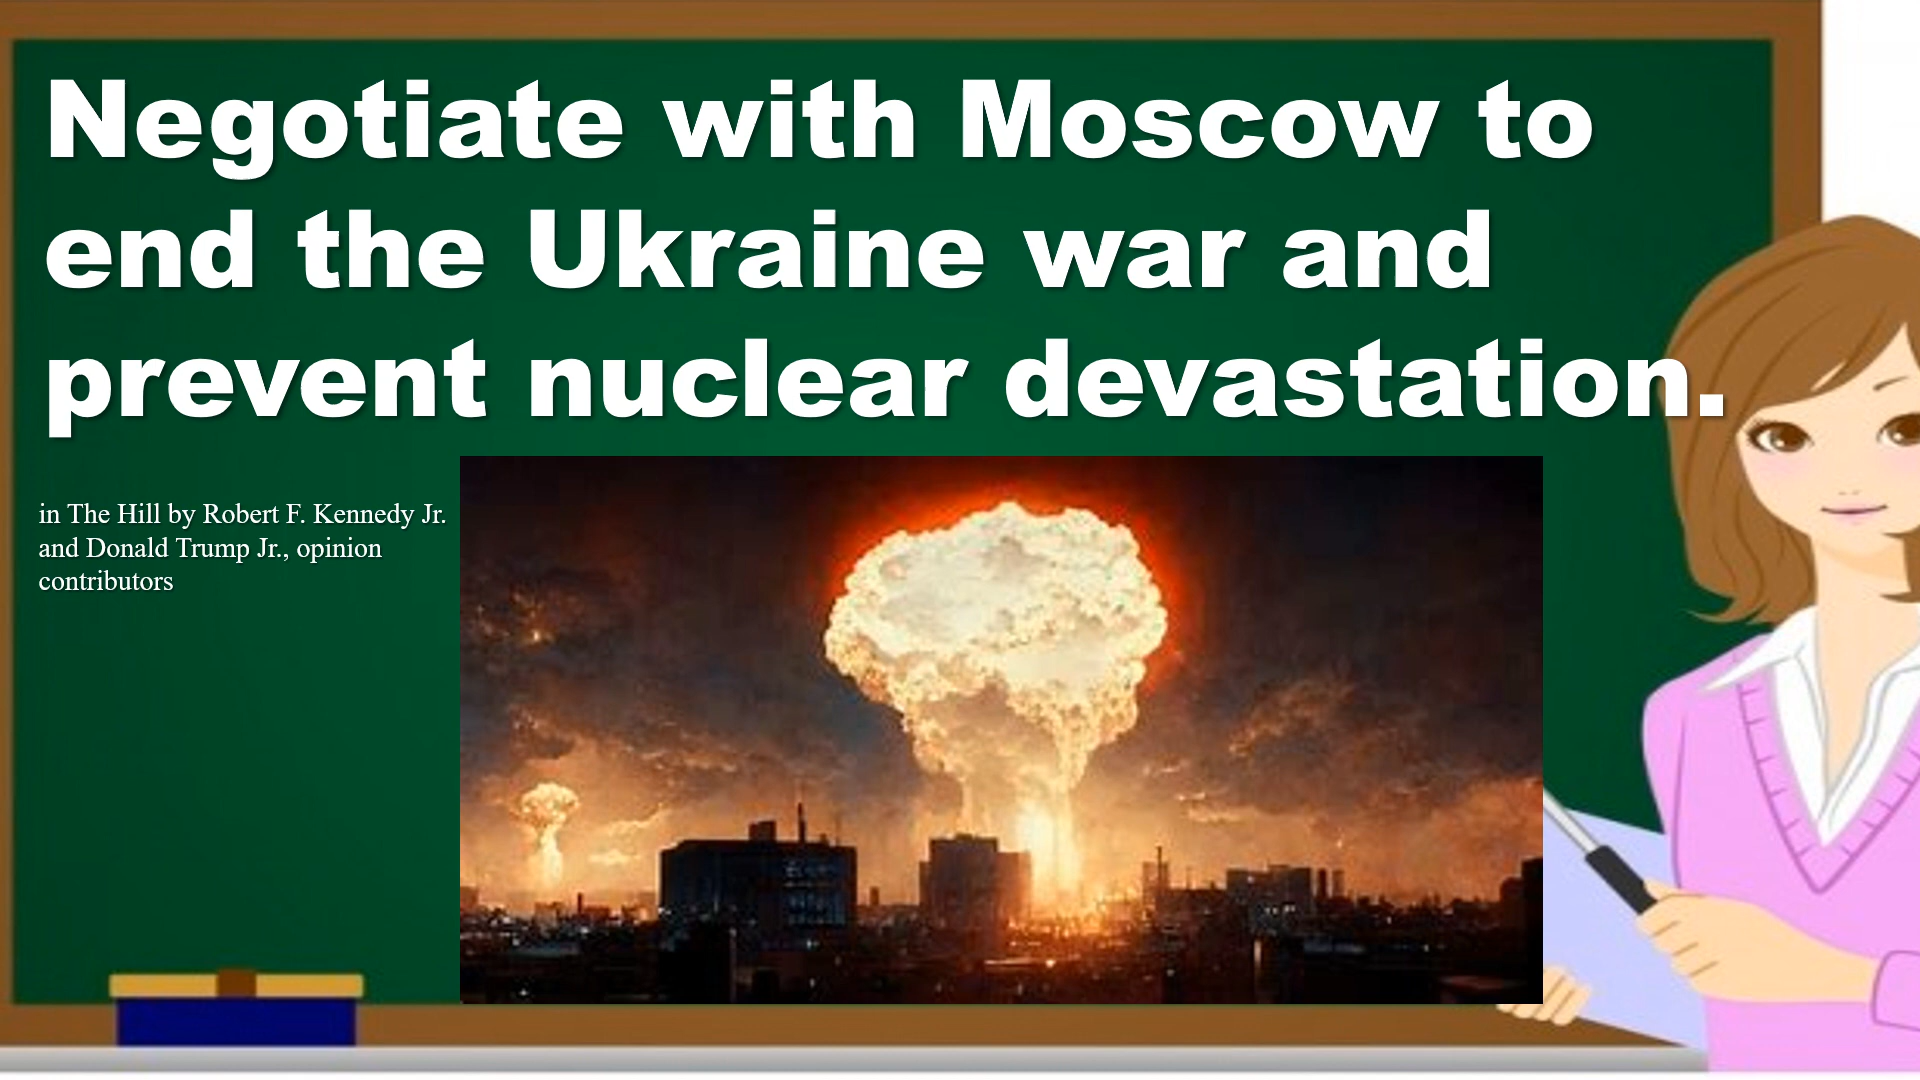 Negotiate with Moscow to
end the Ukraine war and
prevent nuclear devastation.
in The Hill by Robert F. Kennedy Jr.
and Donald Trump Jr., opinion
contributors